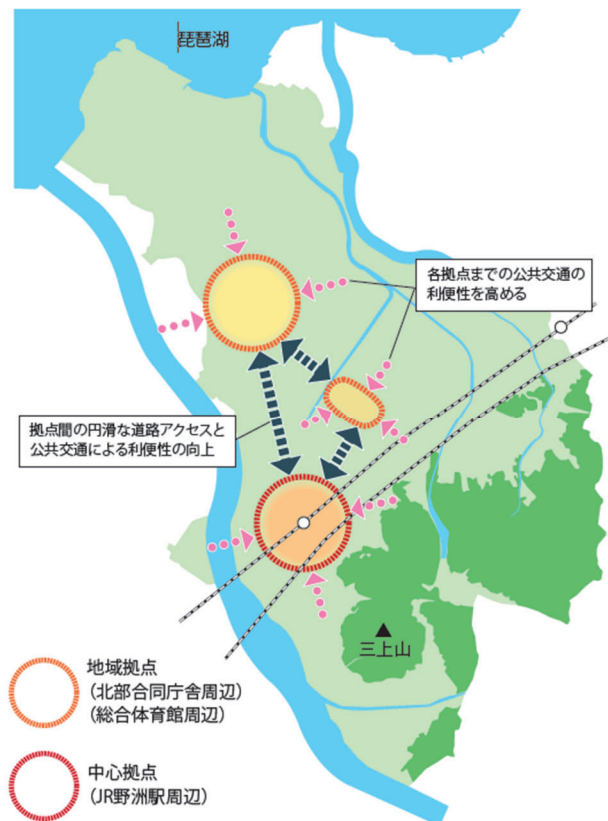 琵琶湖
各拠点までの公共交通の
利便性を高める
拠点間の円滑な道路アクセスと
公共交通による利便性の向上
三上山
地域拠点
（北部合同庁舎周辺）
（総合体育館周辺）
中心拠点
（JR野洲駅周辺）